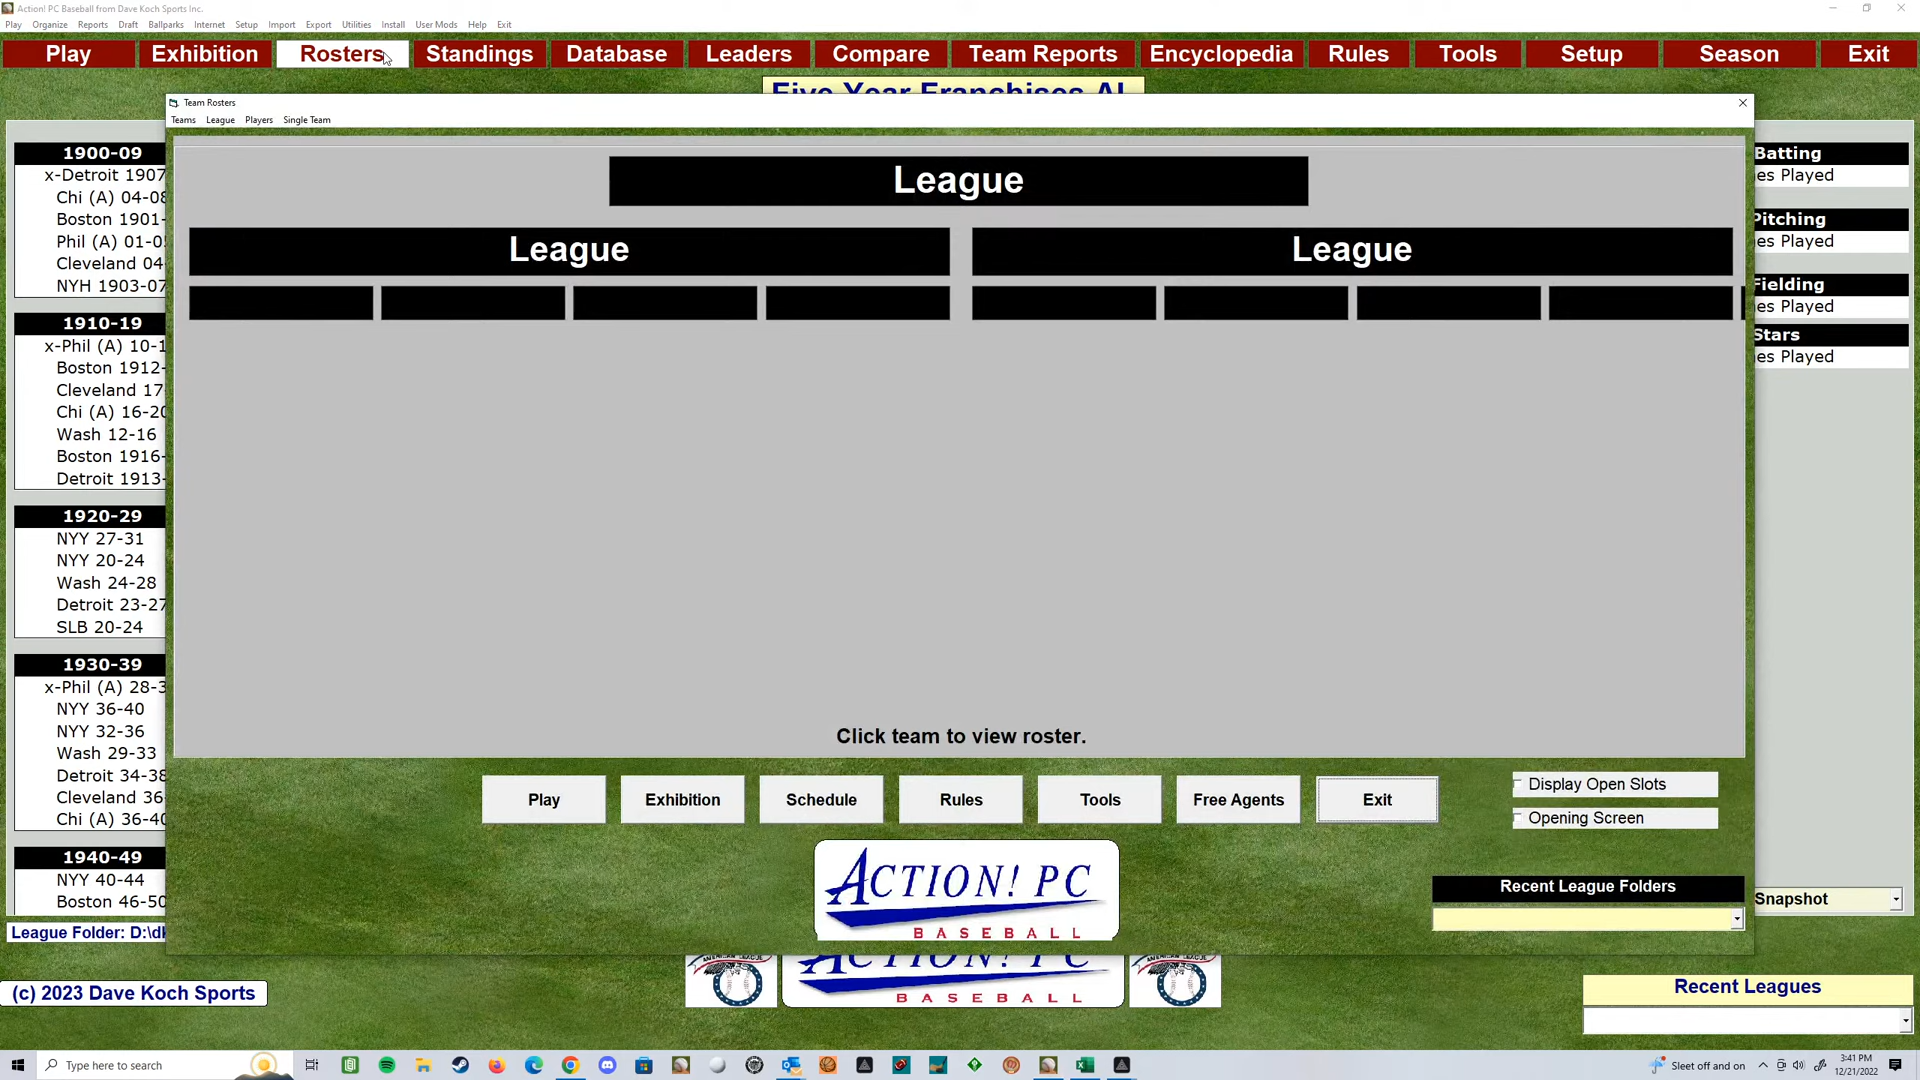 Action! PC Baseball from Dave Koch Sports Inc.
Play Organize Reports Draft Ballparks Internet Setup Import Export Utilities Install User Mods Help Exit
Play Exhibition Rosters Standings Database Leaders Compare Team Reports Encyclopedia Rules Tools Setup Season Exit
Five Year Franchises AL
Team Rosters
Teams League Players Single Team
League
League League
1900-09
x-Detroit 1907
Chi (A) 04-08
Boston 1901-
Phil (A) 01-05
Cleveland 04-
NYH 1903-07
1910-19
x-Phil (A) 10-1
Boston 1912-
Cleveland 17-
Chi (A) 16-20
Wash 12-16
Boston 1916-
Detroit 1913-
1920-29
NYY 27-31
NYY 20-24
Wash 24-28
Detroit 23-27
SLB 20-24
1930-39
x-Phil (A) 28-3
NYY 36-40
NYY 32-36
Wash 29-33
Detroit 34-38
Cleveland 36-
Chi (A) 36-40
1940-49
NYY 40-44
Boston 46-50
League Folder: D:\dk
Batting
es Played
Pitching
es Played
Fielding
es Played
Stars
es Played
Snapshot
Click team to view roster.
Play Exhibition Schedule Rules Tools Free Agents Exit
Display Open Slots
Opening Screen
ACTION! PC
BASEBALL
Recent League Folders
ACTION! PC
BASEBALL
(c) 2023 Dave Koch Sports
Recent Leagues
Type here to search
Sleet off and on
3:41 PM
12/21/2022